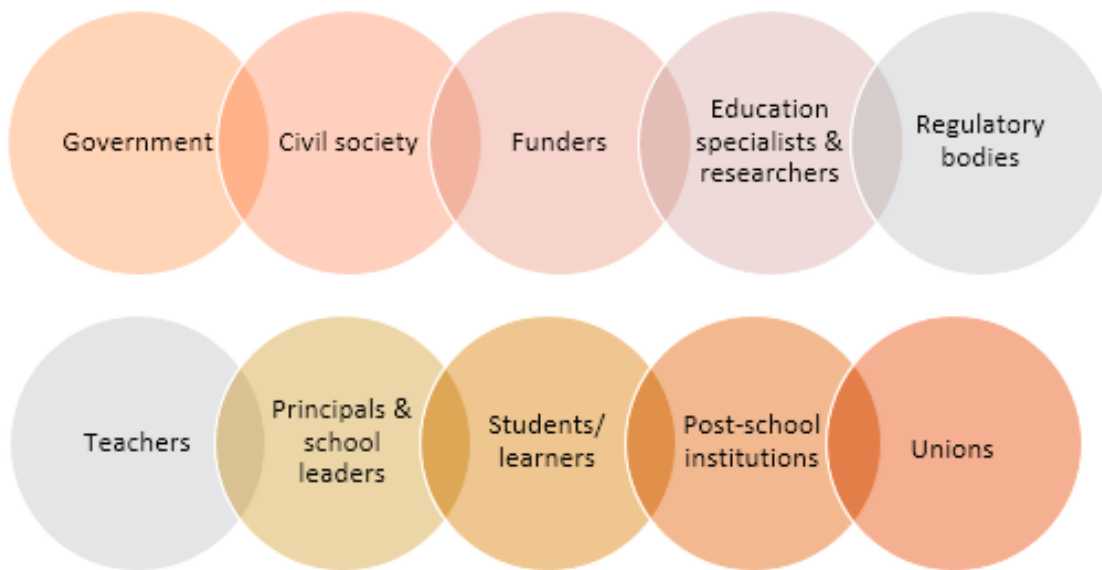 Government
Civil society
Funders
Education
specialists &
researchers
Regulatory
bodies
Teachers
Principals &
school
leaders
Students/
learners
Post-school
institutions
Unions